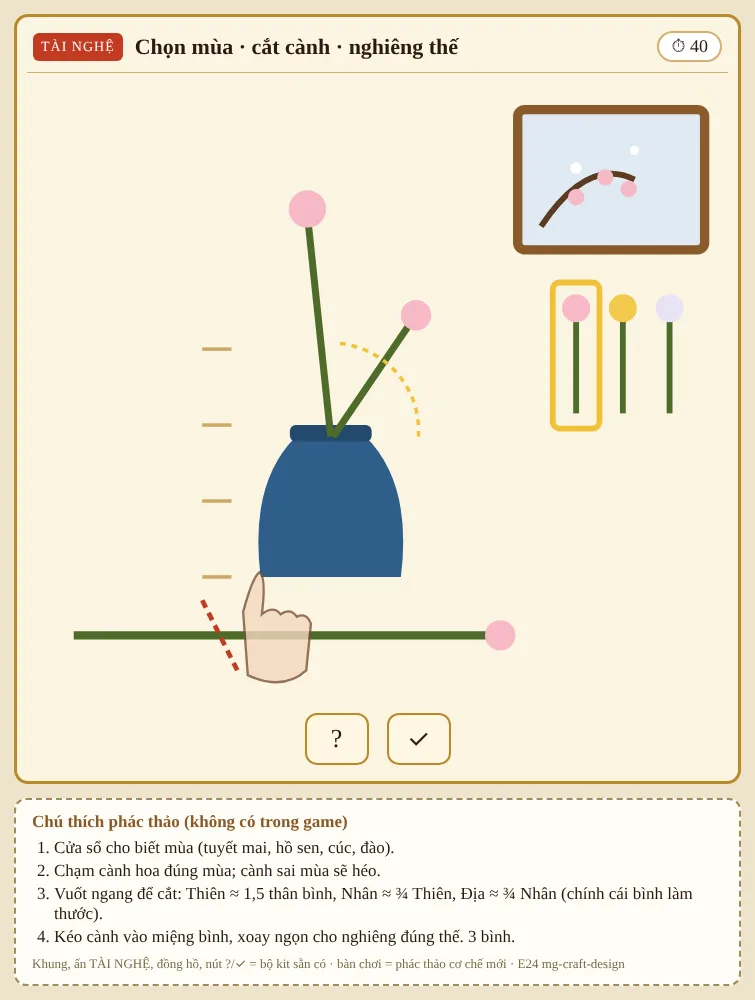 TÀI NGHỆ
Chọn mùa · cắt cành · nghiêng thế
⏱ 40
?
✓
Chú thích phác thảo (không có trong game)
1. Cửa sổ cho biết mùa (tuyết mai, hồ sen, cúc, đào).
2. Chạm cành hoa đúng mùa; cành sai mùa sẽ héo.
3. Vuốt ngang để cắt: Thiên ≈ 1,5 thân bình, Nhân ≈ ¾ Thiên, Địa ≈ ¾ Nhân (chính cái bình làm
thước).
4. Kéo cành vào miệng bình, xoay ngọn cho nghiêng đúng thế. 3 bình.
Khung, ấn TÀI NGHỆ, đồng hồ, nút ?/✓ = bộ kit sẵn có · bàn chơi = phác thảo cơ chế mới · E24 mg-craft-design